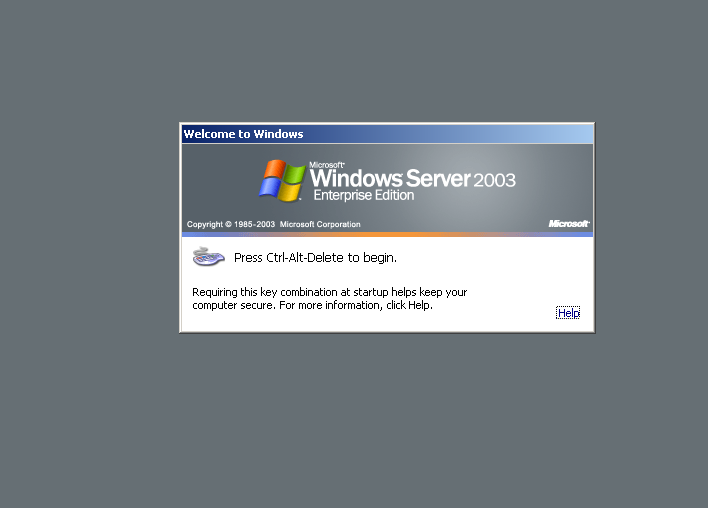 Welcome to Windows
Microsoft®
Windows Server 2003
Enterprise Edition
Copyright © 1985-2003 Microsoft Corporation
Microsoft®
Press Ctrl-Alt-Delete to begin.
Requiring this key combination at startup helps keep your
computer secure. For more information, click Help.
Help